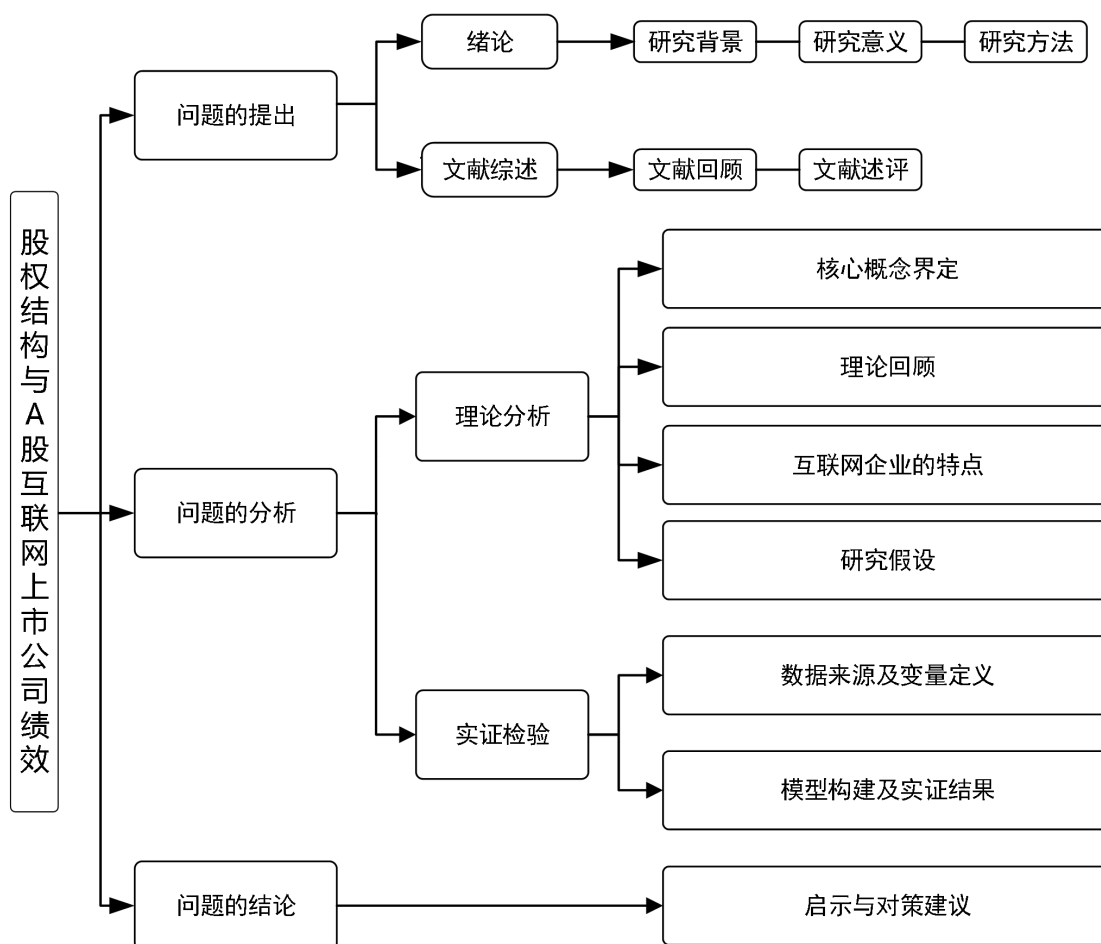 股权结构与A股互联网上市公司绩效
问题的提出
绪论
研究背景
研究意义
研究方法
文献综述
文献回顾
文献述评
问题的分析
理论分析
核心概念界定
理论回顾
互联网企业的特点
研究假设
实证检验
数据来源及变量定义
模型构建及实证结果
问题的结论
启示与对策建议